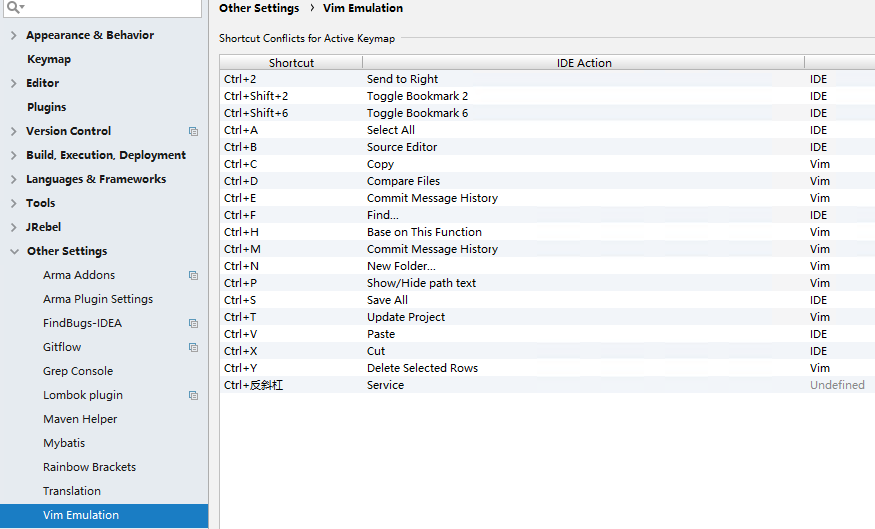 Other Settings > Vim Emulation
Appearance & Behavior
Keymap
Editor
Plugins
Version Control
Build, Execution, Deployment
Languages & Frameworks
Tools
JRebel
Other Settings
Arma Addons
Arma Plugin Settings
FindBugs-IDEA
Gitflow
Grep Console
Lombok plugin
Maven Helper
Mybatis
Rainbow Brackets
Translation
Vim Emulation
Shortcut Conflicts for Active Keymap
Shortcut IDE Action
Ctrl+2 Send to Right IDE
Ctrl+Shift+2 Toggle Bookmark 2 IDE
Ctrl+Shift+6 Toggle Bookmark 6 IDE
Ctrl+A Select All IDE
Ctrl+B Source Editor IDE
Ctrl+C Copy Vim
Ctrl+D Compare Files Vim
Ctrl+E Commit Message History Vim
Ctrl+F Find... IDE
Ctrl+H Base on This Function Vim
Ctrl+M Commit Message History Vim
Ctrl+N New Folder... Vim
Ctrl+P Show/Hide path text Vim
Ctrl+S Save All IDE
Ctrl+T Update Project Vim
Ctrl+V Paste IDE
Ctrl+X Cut IDE
Ctrl+Y Delete Selected Rows Vim
Ctrl+反斜杠 Service Undefined